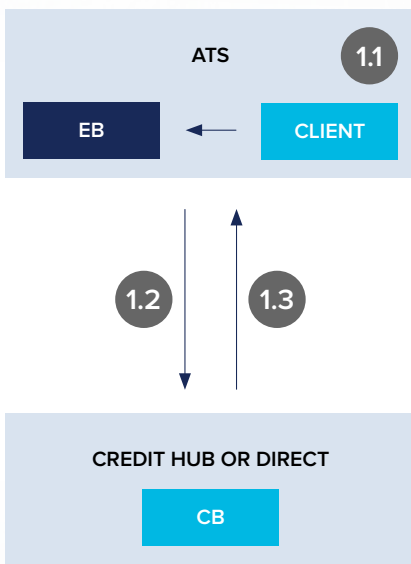 ATS
1.1
EB
CLIENT
1.2
1.3
CREDIT HUB OR DIRECT
CB